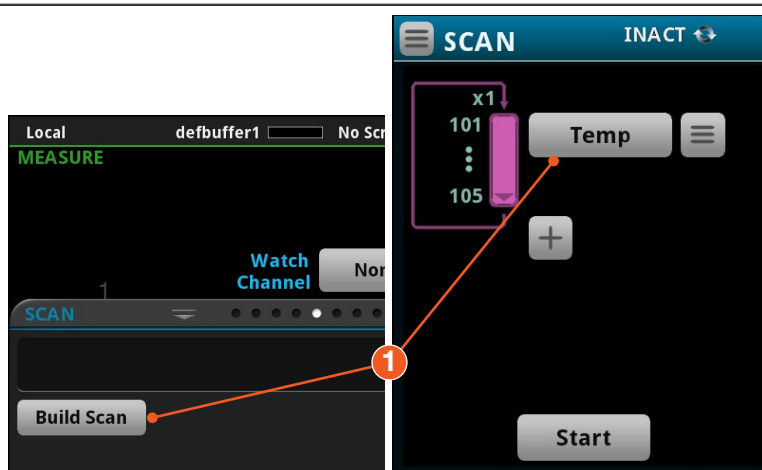 Local defbuffer1 No Scr
MEASURE
Watch
Channel
Nor
1
SCAN
Build Scan
1
SCAN INACT
x1
101
105
Temp
+
Start